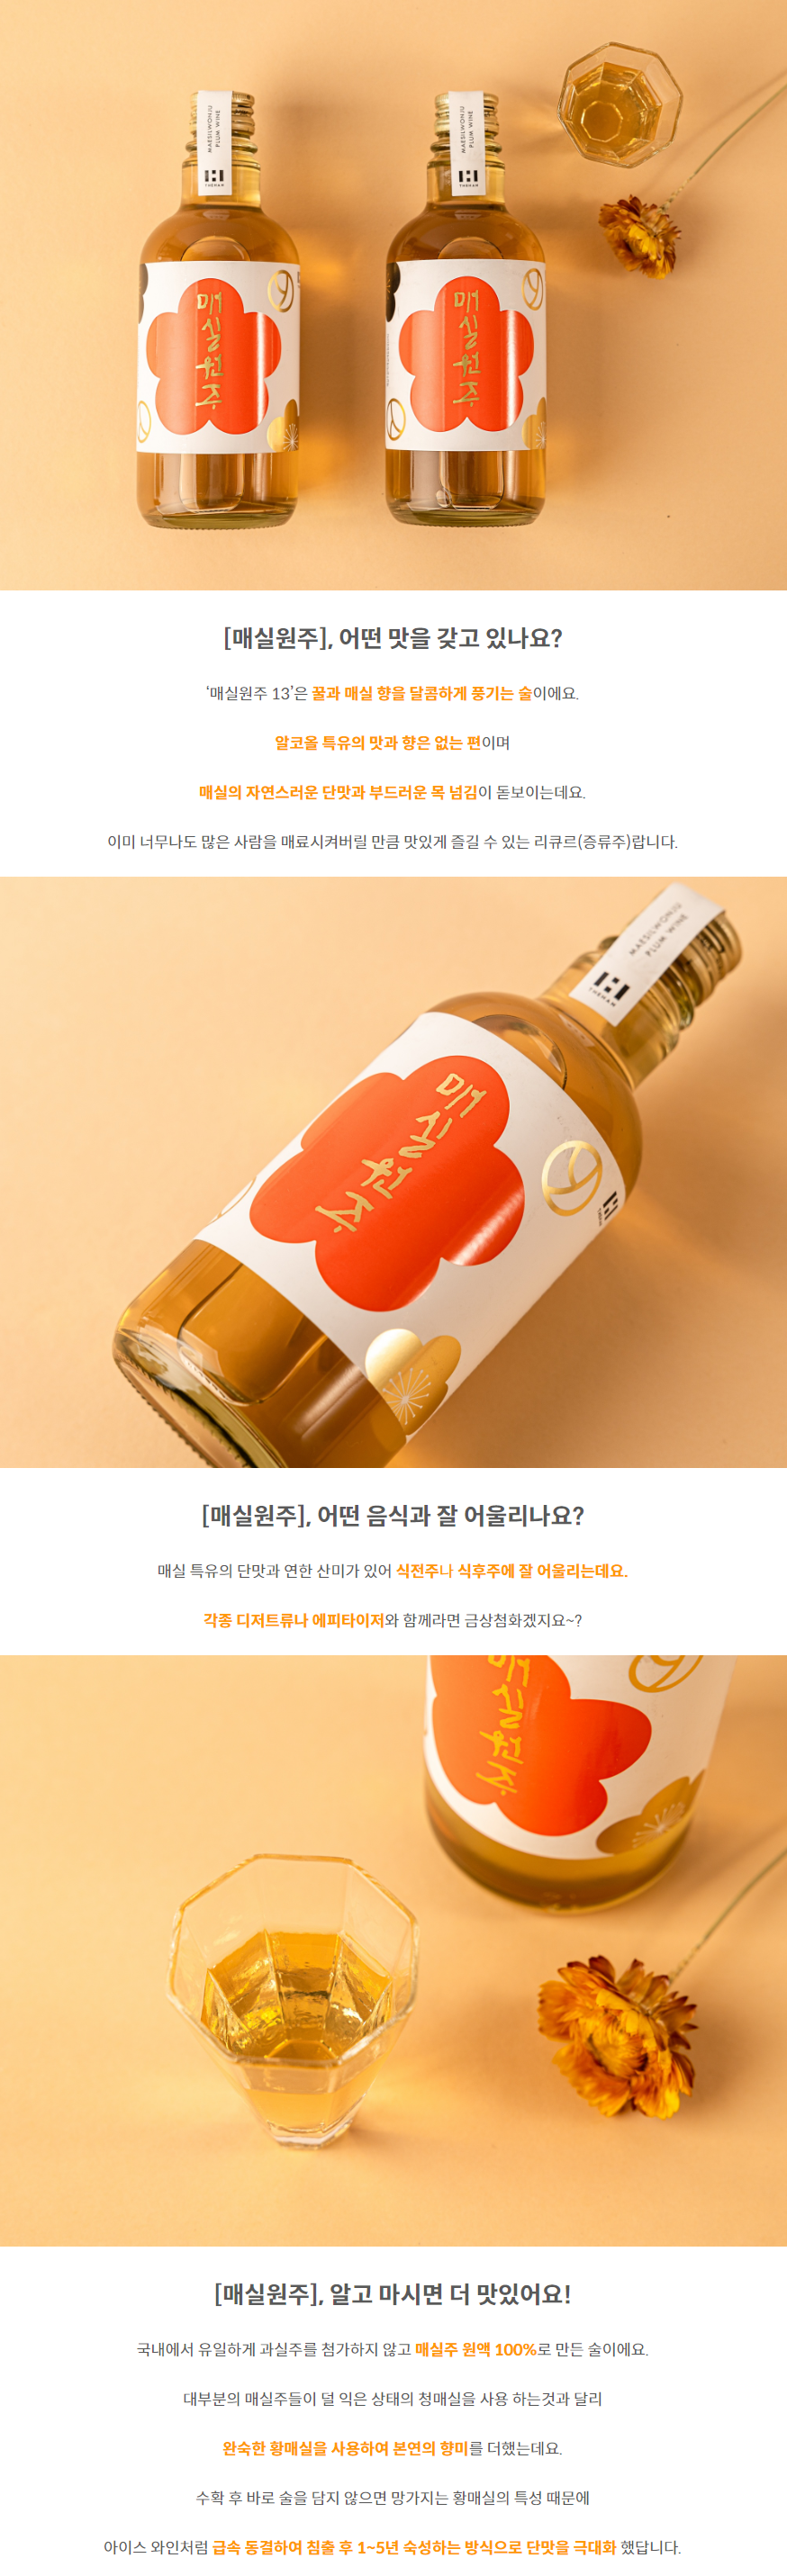 MAESILWONJU
PLUM WINE
THEHAN
매실원주
MAESILWONJU
PLUM WINE
THEHAN
매실원주
[매실원주], 어떤 맛을 갖고 있나요?
‘매실원주 13’은 꿀과 매실 향을 달콤하게 풍기는 술이에요.
알코올 특유의 맛과 향은 없는 편이며
매실의 자연스러운 단맛과 부드러운 목 넘김이 돋보이는데요.
이미 너무나도 많은 사람을 매료시켜버릴 만큼 맛있게 즐길 수 있는 리큐르(증류주)랍니다.
MAESILWONJU
PLUM WINE
THEHAN
매실원주
[매실원주], 어떤 음식과 잘 어울리나요?
매실 특유의 단맛과 연한 산미가 있어 식전주나 식후주에 잘 어울리는데요.
각종 디저트류나 에피타이저와 함께라면 금상첨화겠지요~?
매실원주
[매실원주], 알고 마시면 더 맛있어요!
국내에서 유일하게 과실주를 첨가하지 않고 매실주 원액 100%로 만든 술이에요.
대부분의 매실주들이 덜 익은 상태의 청매실을 사용 하는것과 달리
완숙한 황매실을 사용하여 본연의 향미를 더했는데요.
수확 후 바로 술을 담지 않으면 망가지는 황매실의 특성 때문에
아이스 와인처럼 급속 동결하여 침출 후 1~5년 숙성하는 방식으로 단맛을 극대화 했답니다.